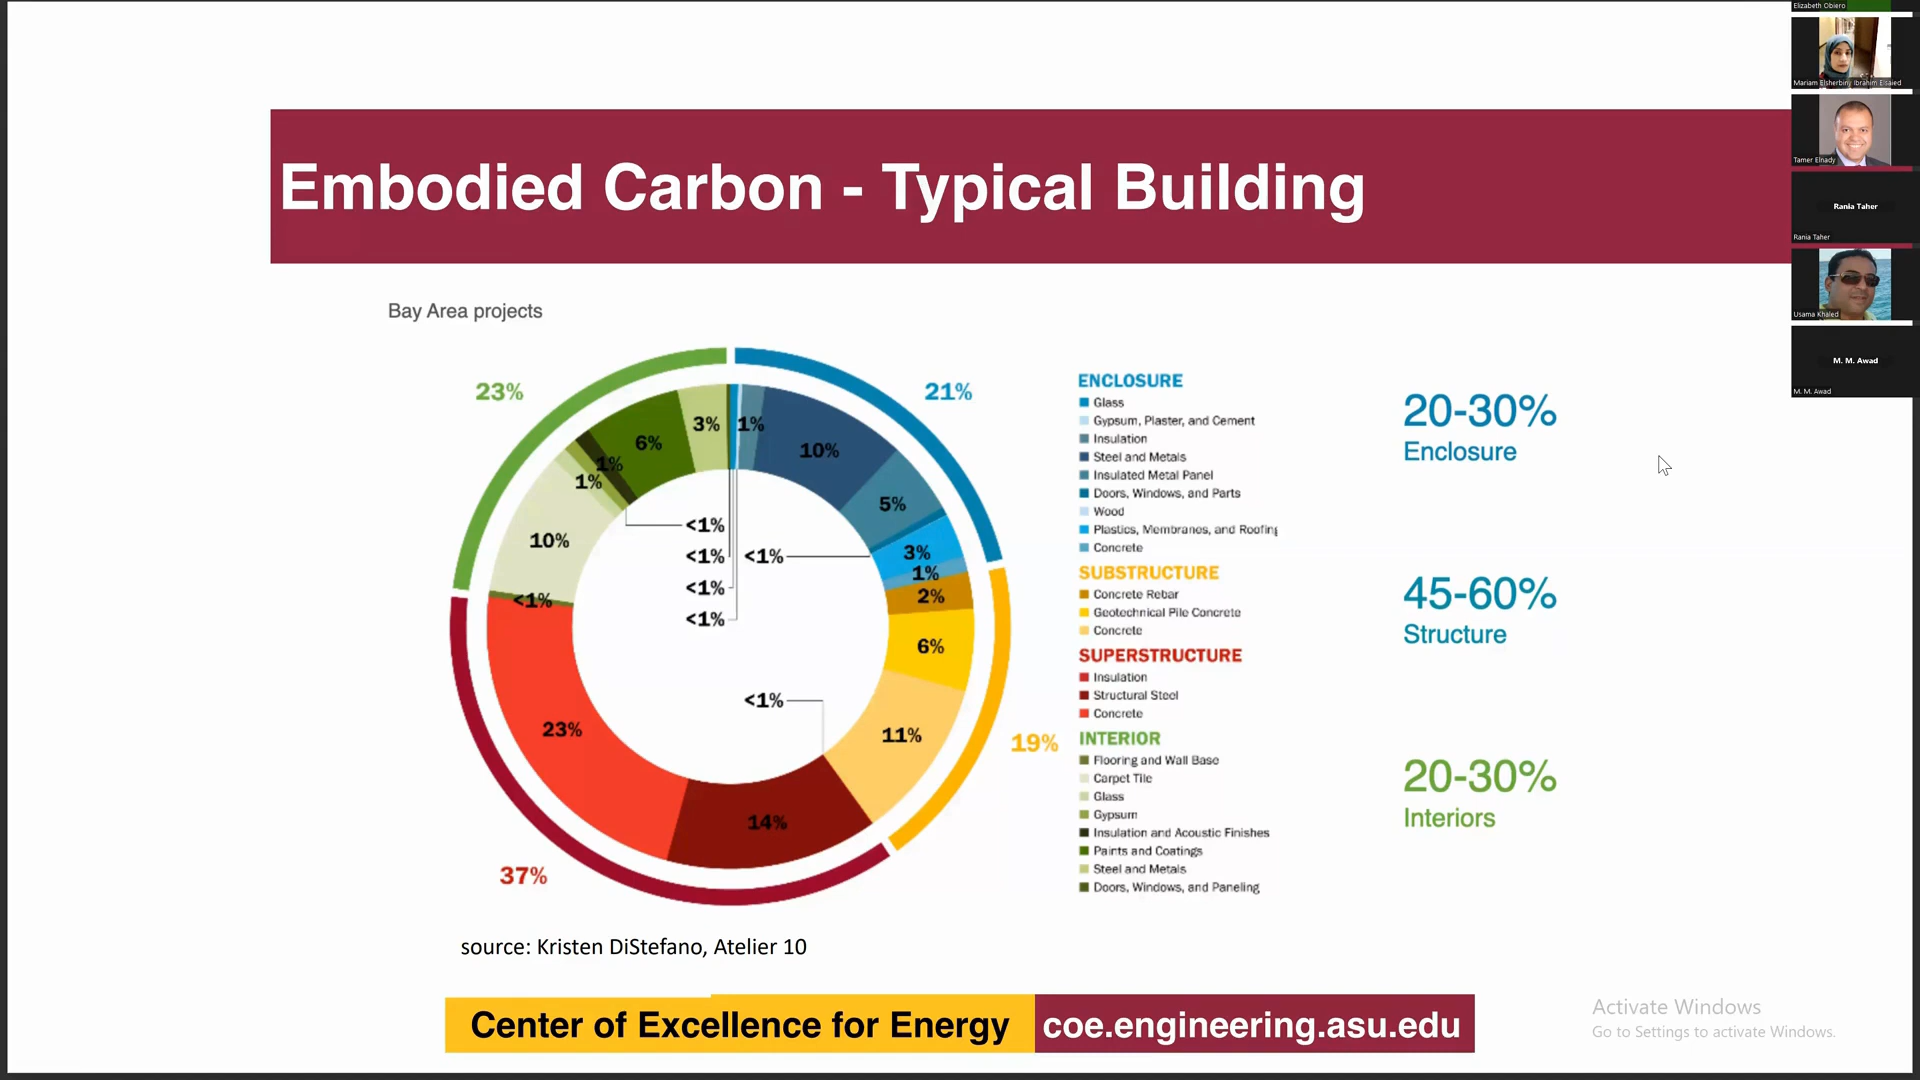 Embodied Carbon - Typical Building
Bay Area projects
23%
21%
19%
37%
3%
1%
10%
5%
3%
1%
2%
6%
11%
14%
23%
<1%
10%
1%
1%
6%
<1%
<1%
<1%
<1%
<1%
<1%
ENCLOSURE
Glass
Gypsum, Plaster, and Cement
Insulation
Steel and Metals
Insulated Metal Panel
Doors, Windows, and Parts
Wood
Plastics, Membranes, and Roofing
Concrete
SUBSTRUCTURE
Concrete Rebar
Geotechnical Pile Concrete
Concrete
SUPERSTRUCTURE
Insulation
Structural Steel
Concrete
INTERIOR
Flooring and Wall Base
Carpet Tile
Glass
Gypsum
Insulation and Acoustic Finishes
Paints and Coatings
Steel and Metals
Doors, Windows, and Paneling
20-30%
Enclosure
45-60%
Structure
20-30%
Interiors
source: Kristen DiStefano, Atelier 10
Center of Excellence for Energy
coe.engineering.asu.edu
Activate Windows
Go to Settings to activate Windows.
Elizabeth Obiero
Mariam Elsherbiny Ibrahim Elsaied
Tamer Elnady
Rania Taher
Rania Taher
Usama Khaled
M. M. Awad
M. M. Awad